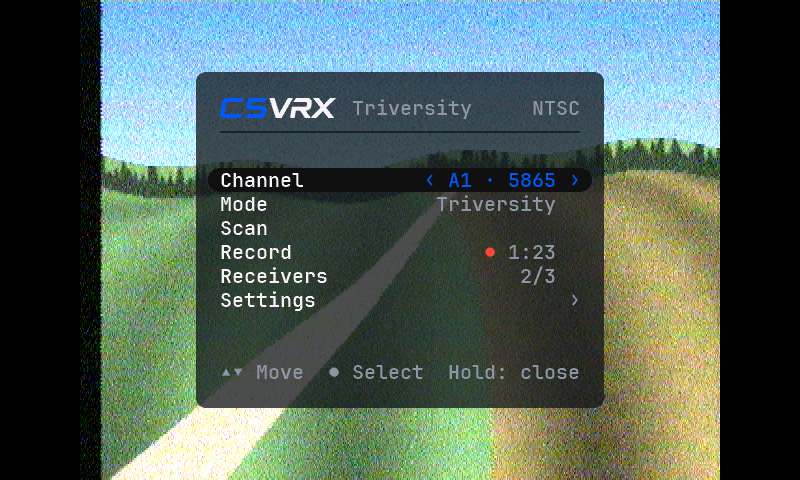 C5VRX Triversity NTSC
Channel ‹ A1 · 5865 ›
Mode Triversity
Scan
Record ● 1:23
Receivers 2/3
Settings ›
▲▼ Move ● Select Hold: close